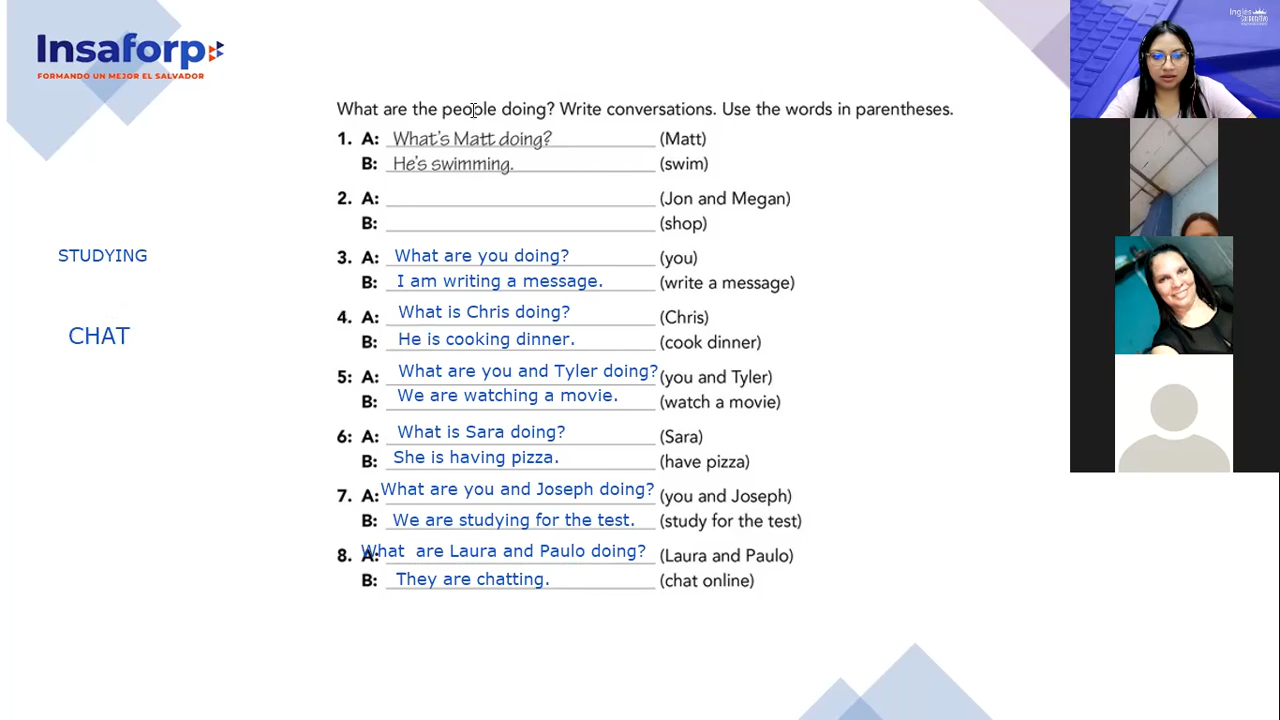 Insaforp
FORMANDO UN MEJOR EL SALVADOR
What are the people doing? Write conversations. Use the words in parentheses.
1. A: What's Matt doing? (Matt)
B: He's swimming. (swim)
2. A: (Jon and Megan)
B: (shop)
STUDYING
3. A: What are you doing? (you)
B: I am writing a message. (write a message)
CHAT
4. A: What is Chris doing? (Chris)
B: He is cooking dinner. (cook dinner)
5: A: What are you and Tyler doing? (you and Tyler)
B: We are watching a movie. (watch a movie)
6: A: What is Sara doing? (Sara)
B: She is having pizza. (have pizza)
7. A: What are you and Joseph doing? (you and Joseph)
B: We are studying for the test. (study for the test)
8. A: What are Laura and Paulo doing? (Laura and Paulo)
B: They are chatting. (chat online)
Inglés